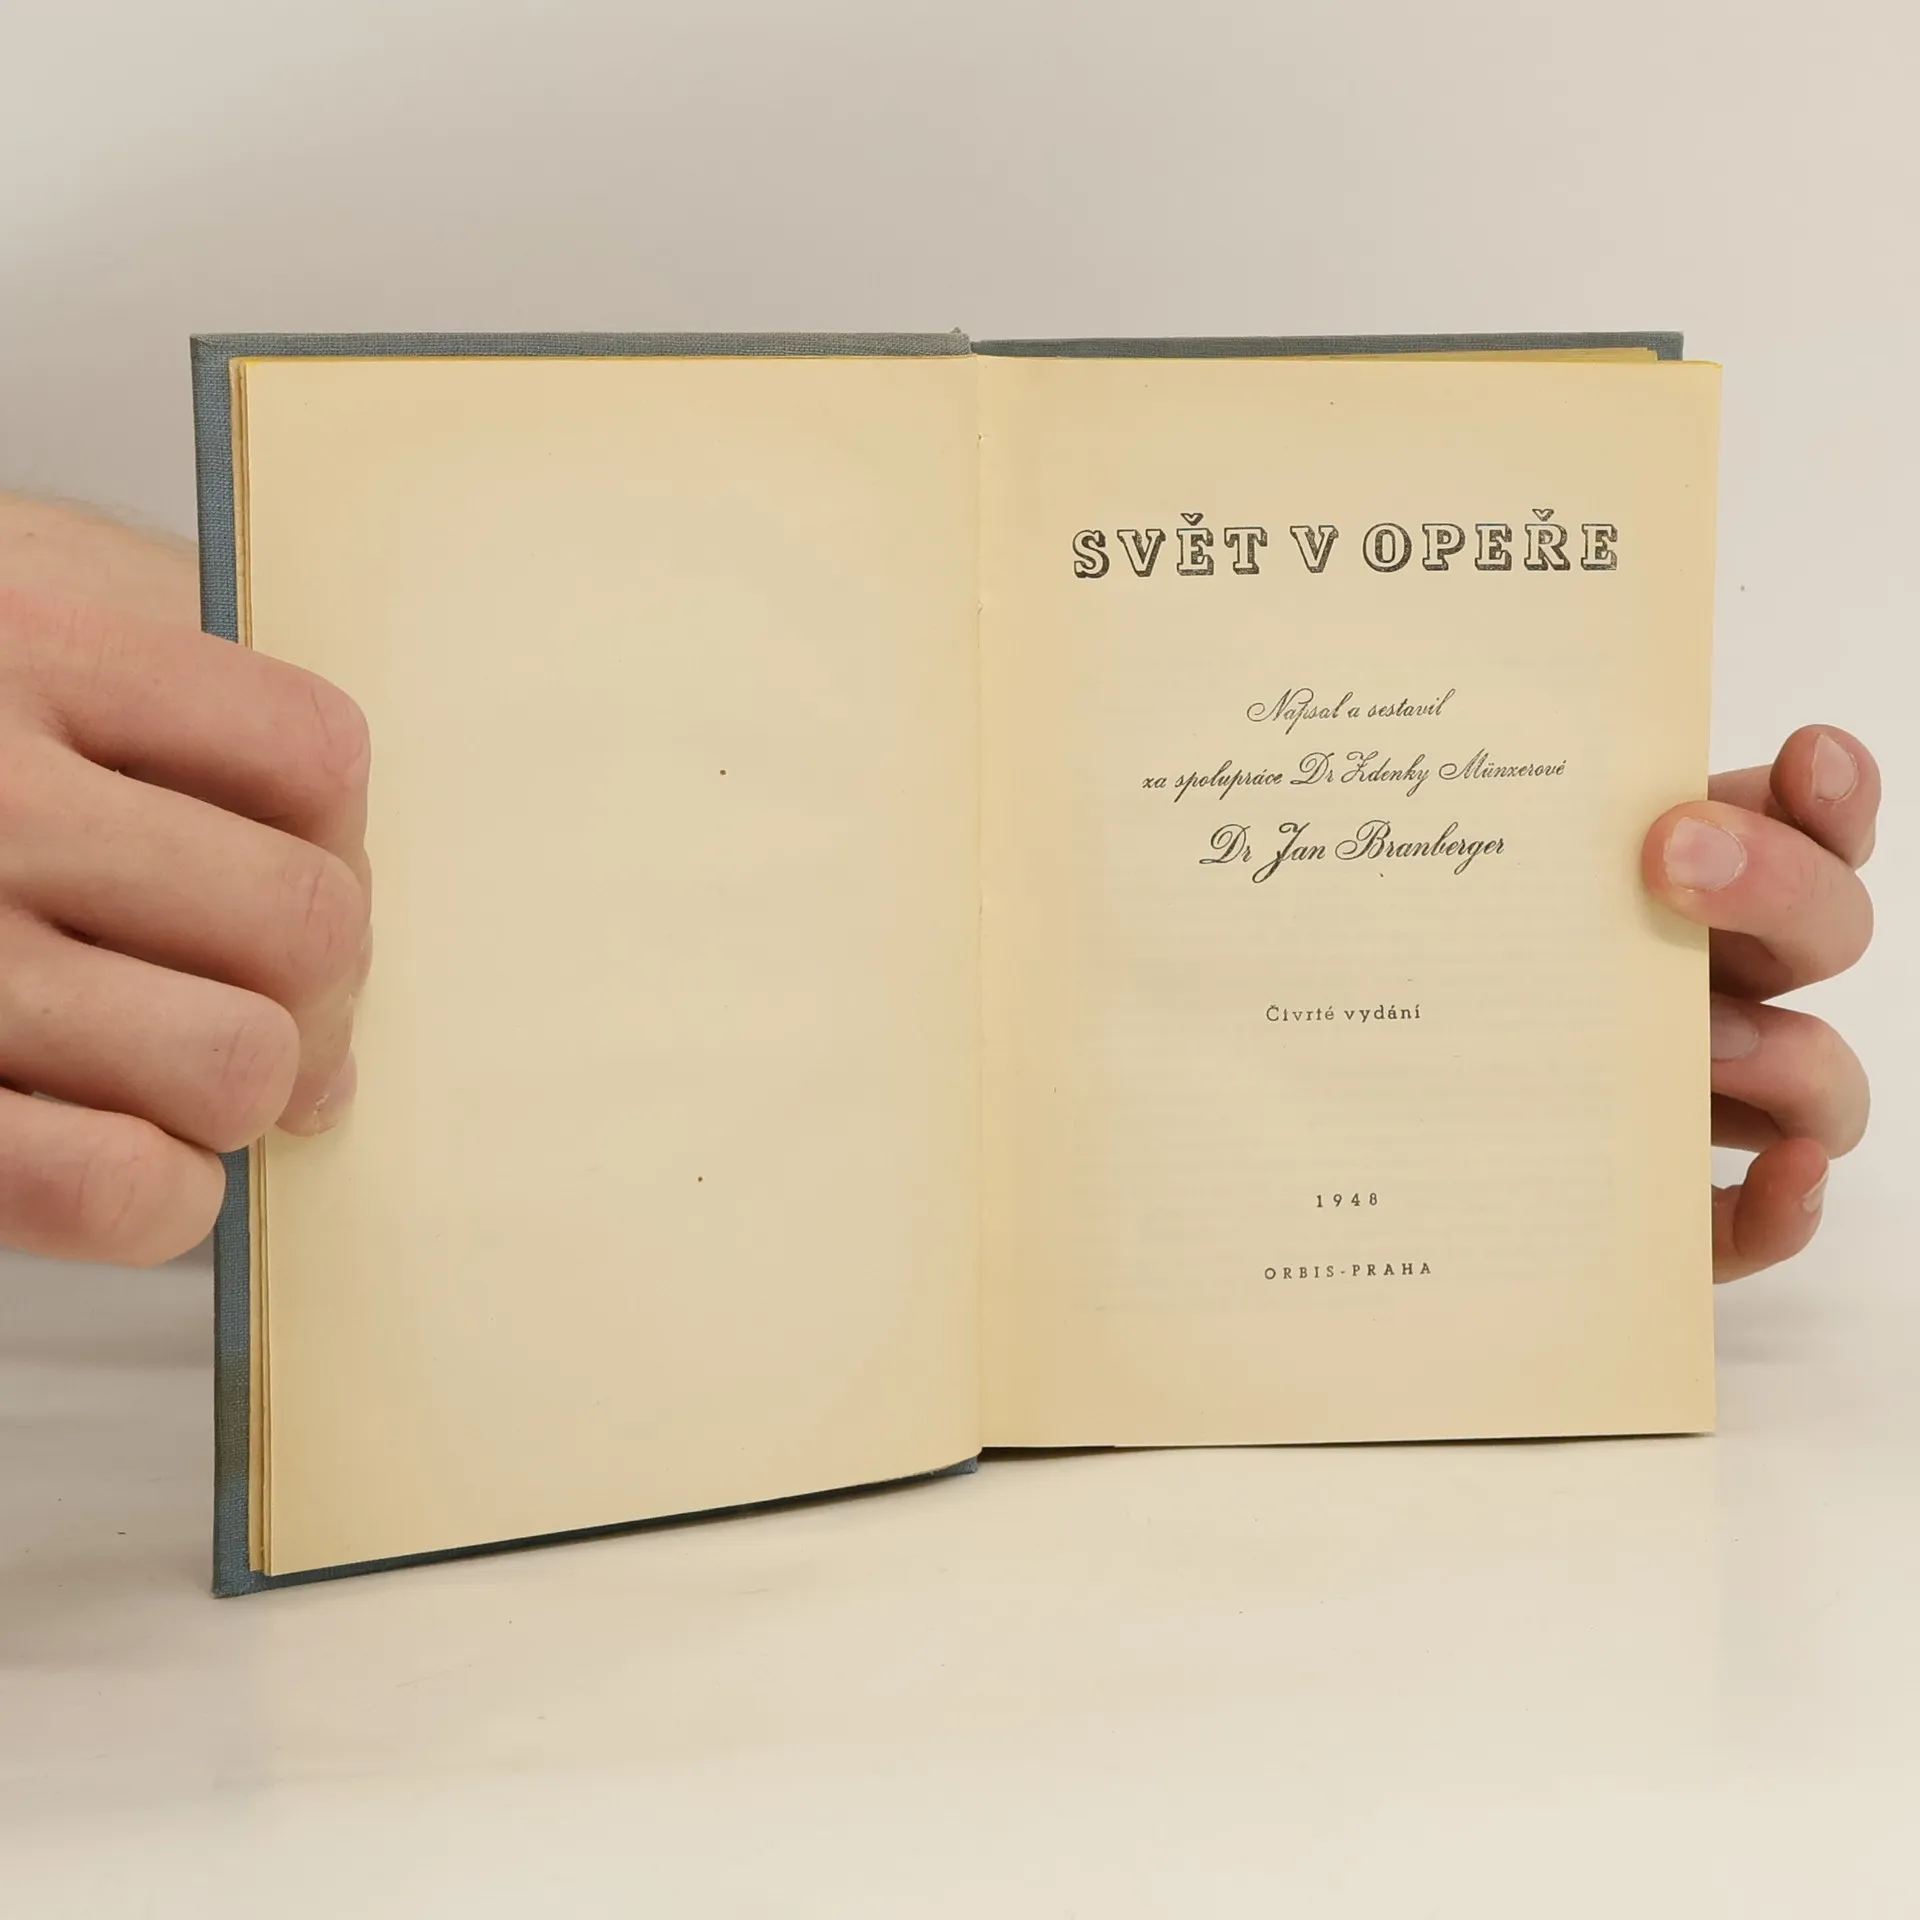 SVĚT V OPEŘE
Napsal a sestavil
za spolupráce Dr Zdenky Münzerové
Dr Jan Branberger
Čtvrté vydání
1948
ORBIS-PRAHA